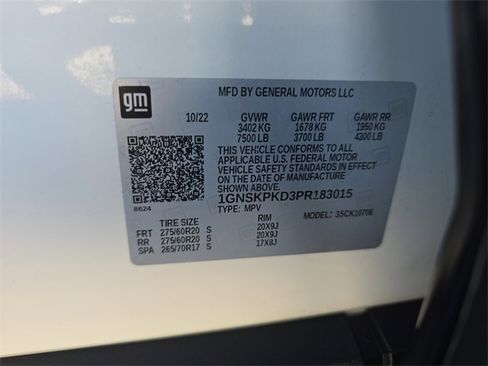 gm
MFD BY GENERAL MOTORS LLC
10/22 GVWR GAWR FRT GAWR RR
3402 KG 1678 KG 1950 KG
7500 LB 3700 LB 4300 LB
THIS VEHICLE CONFORMS TO ALL
APPLICABLE U.S. FEDERAL MOTOR
VEHICLE SAFETY STANDARDS IN EFFECT ON
THE DATE OF MANUFACTURE SHOWN ABOVE.
1GNSKPKD3PR183015
8624 TYPE: MPV MODEL: 35CK10706
TIRE SIZE RIM
FRT 275/60R20 S 20X9J
RR 275/60R20 S 20X9J
SPA 265/70R17 S 17X8J